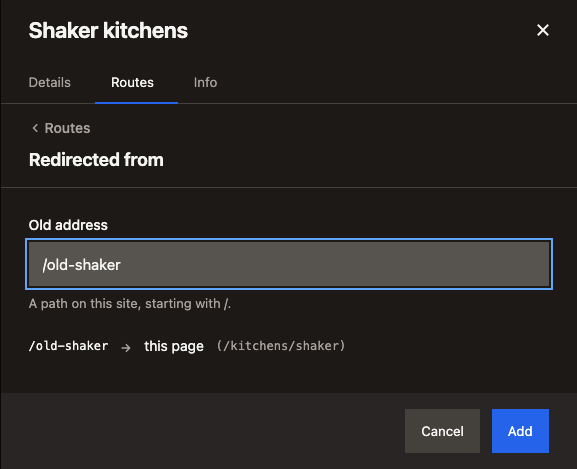 Shaker kitchens
Details Routes Info
Routes
Redirected from
Old address
/old-shaker
A path on this site, starting with /.
/old-shaker → this page (/kitchens/shaker)
Cancel Add